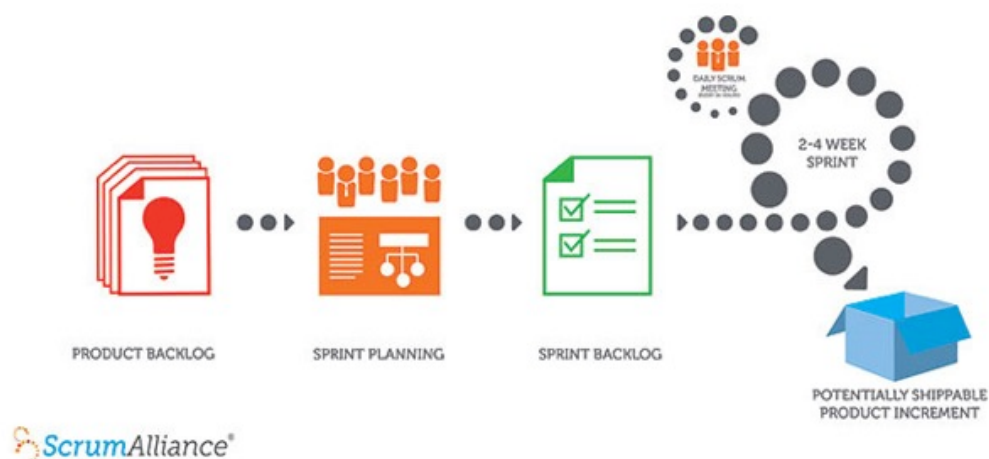 DAILY SCRUM
MEETING
2-4 WEEK
SPRINT
PRODUCT BACKLOG
SPRINT PLANNING
SPRINT BACKLOG
POTENTIALLY SHIPPABLE
PRODUCT INCREMENT
ScrumAlliance®